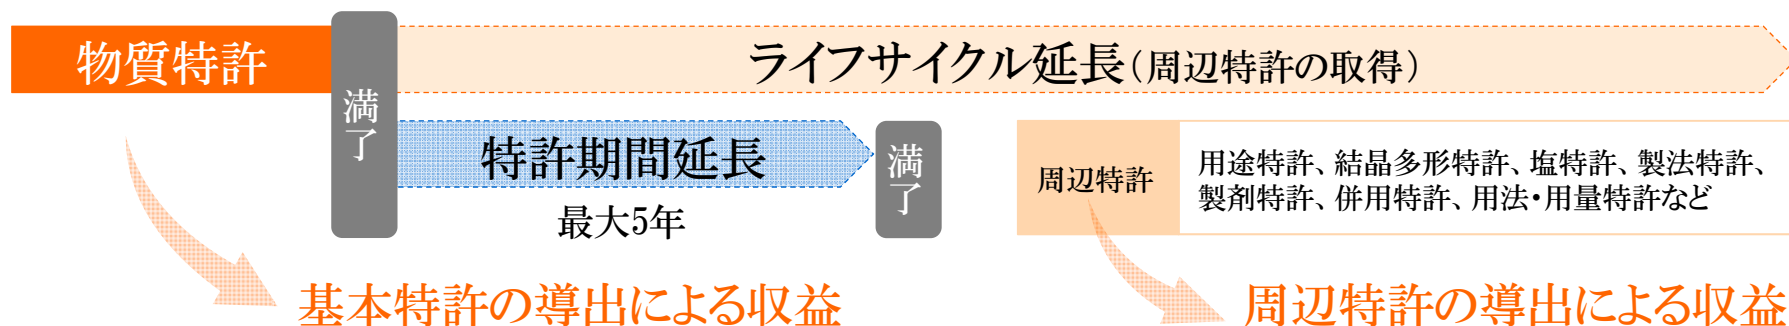 物質特許
満了
ライフサイクル延長（周辺特許の取得）
特許期間延長
最大5年
満了
周辺特許
用途特許、結晶多形特許、塩特許、製法特許、
製剤特許、併用特許、用法・用量特許など
基本特許の導出による収益
周辺特許の導出による収益